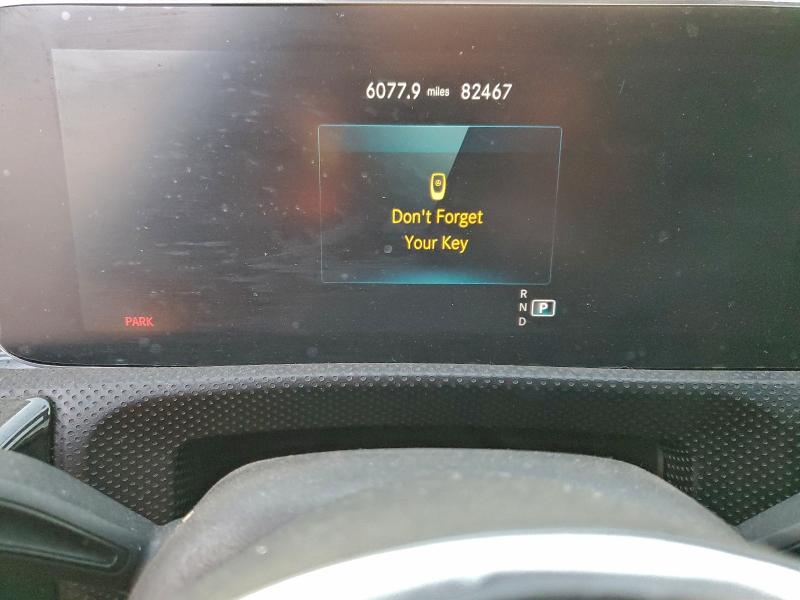 6077.9 miles 82467
Don't Forget
Your Key
R
N P
D
PARK